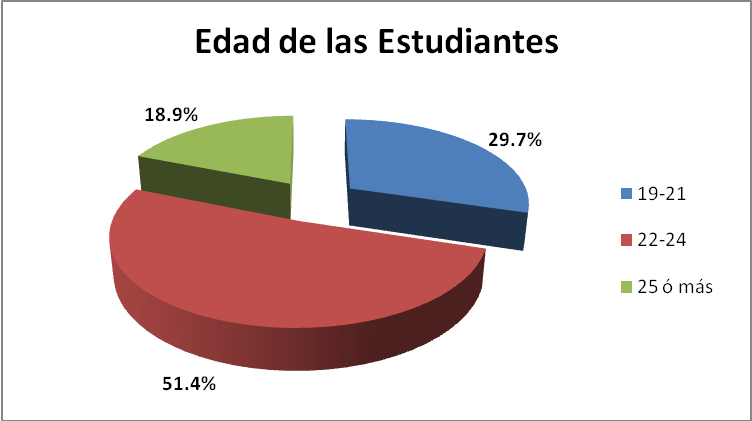 Edad de las Estudiantes
18.9%
29.7%
19-21
22-24
25 ó más
51.4%